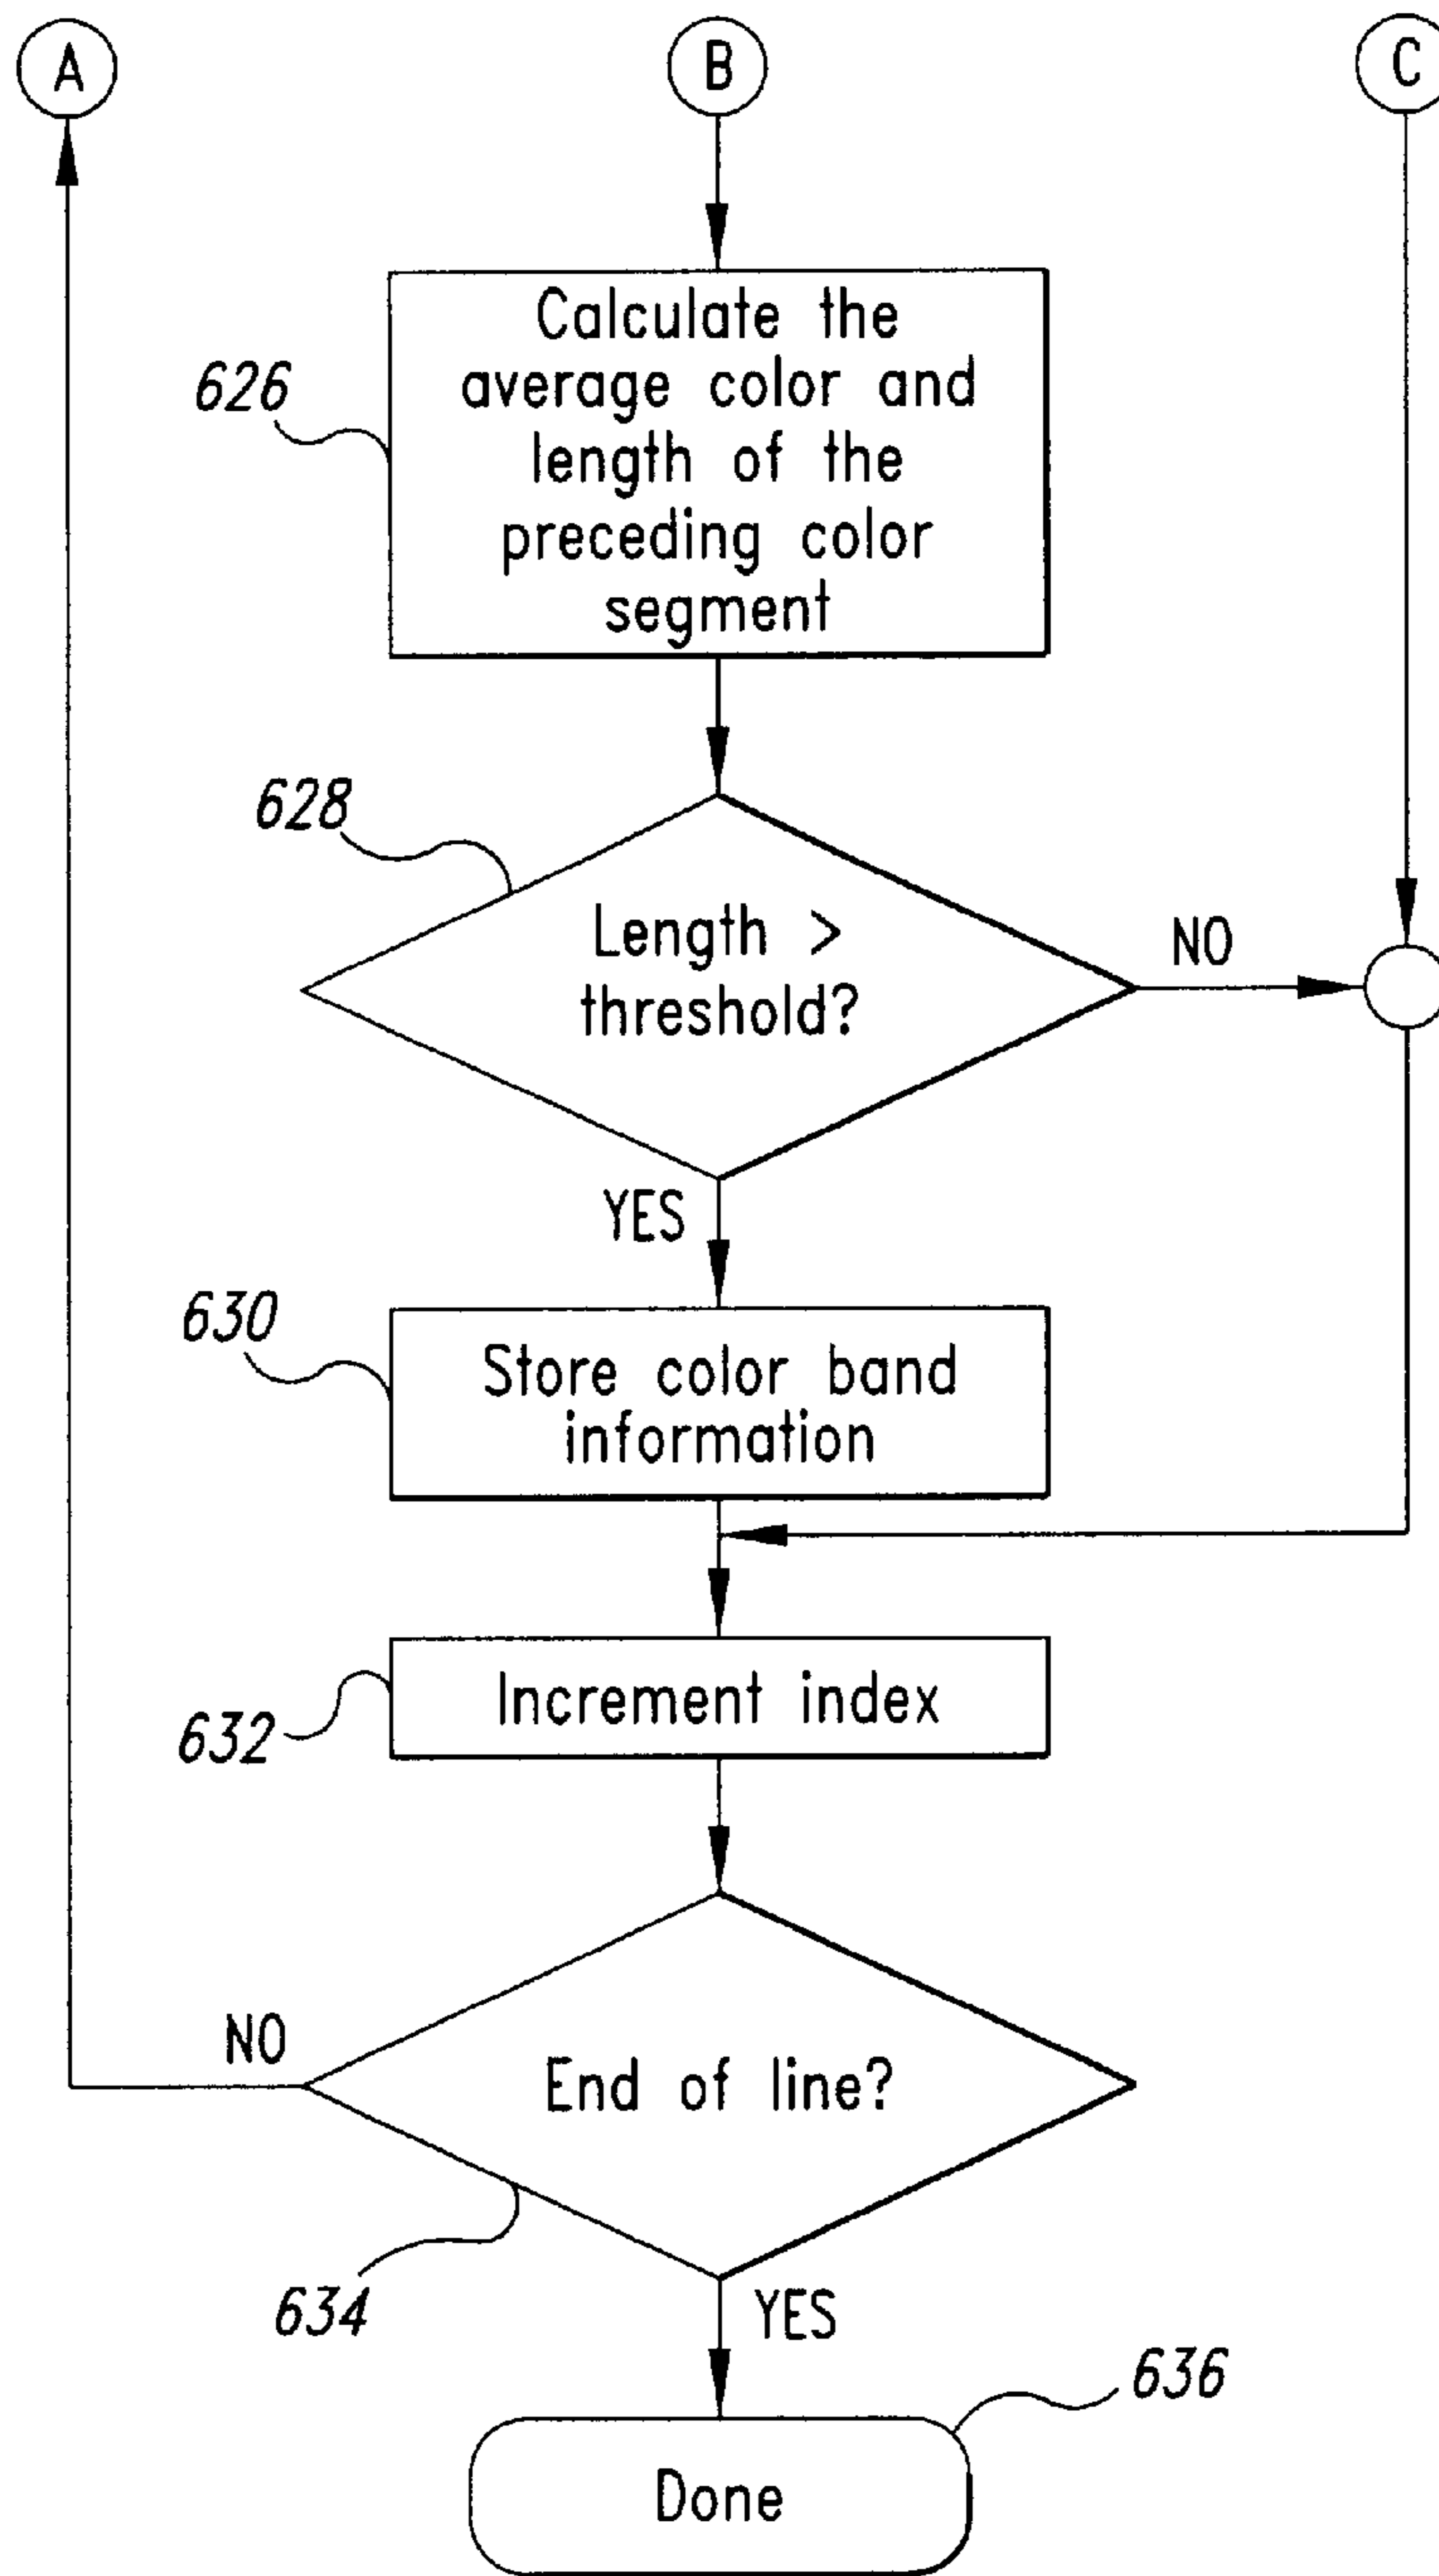 A
B
C
Calculate the
average color and
length of the
preceding color
segment
626
628
Length >
threshold?
NO
YES
630
Store color band
information
632
Increment index
NO
End of line?
634
YES
636
Done